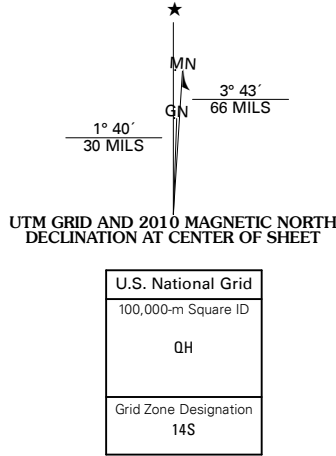 ★
MN
3° 43´
66 MILS
GN
1° 40´
30 MILS
UTM GRID AND 2010 MAGNETIC NORTH
DECLINATION AT CENTER OF SHEET
U.S. National Grid
100,000-m Square ID
QH
Grid Zone Designation
14S